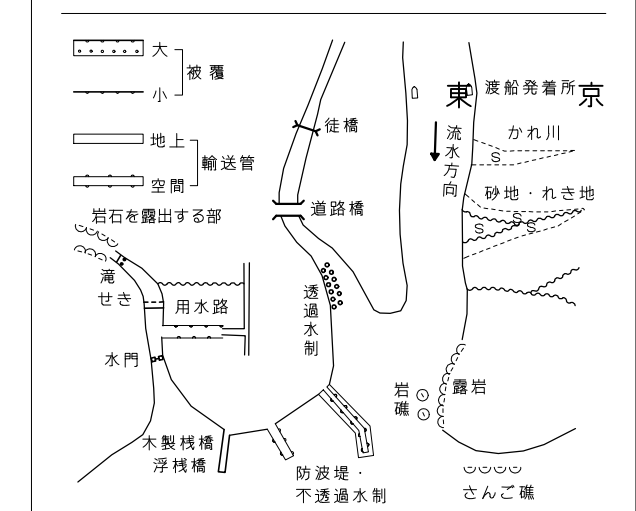 大
被覆
小
地上
輸送管
空間
岩石を露出する部
滝
せき
用水路
水門
木製桟橋
浮桟橋
徒橋
道路橋
透過水制
防波堤・
不透過水制
東京
渡船発着所
流水方向
かれ川
S
砂地・れき地
S
S
S
岩礁
露岩
さんご礁